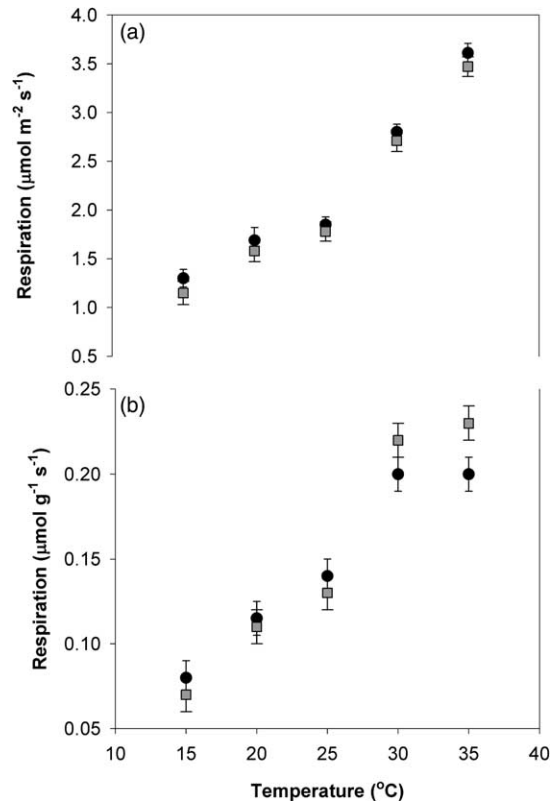 (a)
4.0
3.5
3.0
2.5
2.0
1.5
1.0
0.5
Respiration (μmol m⁻² s⁻¹)
(b)
0.25
0.20
0.15
0.10
0.05
Respiration (μmol g⁻¹ s⁻¹)
10 15 20 25 30 35 40
Temperature (°C)